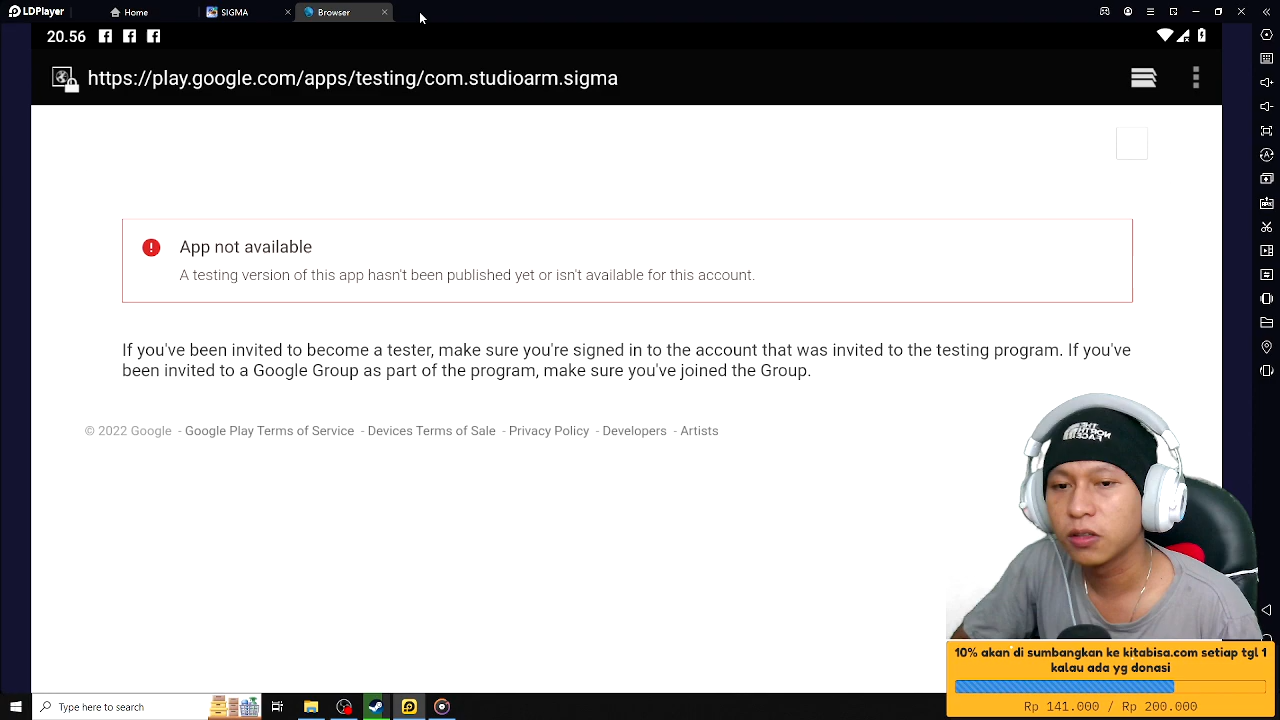 LDPlayer
Home
SIGMA
Browser
20.56
https://play.google.com/apps/testing/com.studioarm.sigma
App not available
A testing version of this app hasn't been published yet or isn't available for this account.
If you've been invited to become a tester, make sure you're signed in to the account that was invited to the testing program. If you've
been invited to a Google Group as part of the program, make sure you've joined the Group.
© 2022 Google - Google Play Terms of Service - Devices Terms of Sale - Privacy Policy - Developers - Artists
10% akan di sumbangkan ke kitabisa.com setiap tgl 1
kalau ada yg donasi
Rp 141.000 / Rp 200.000
Type here to search